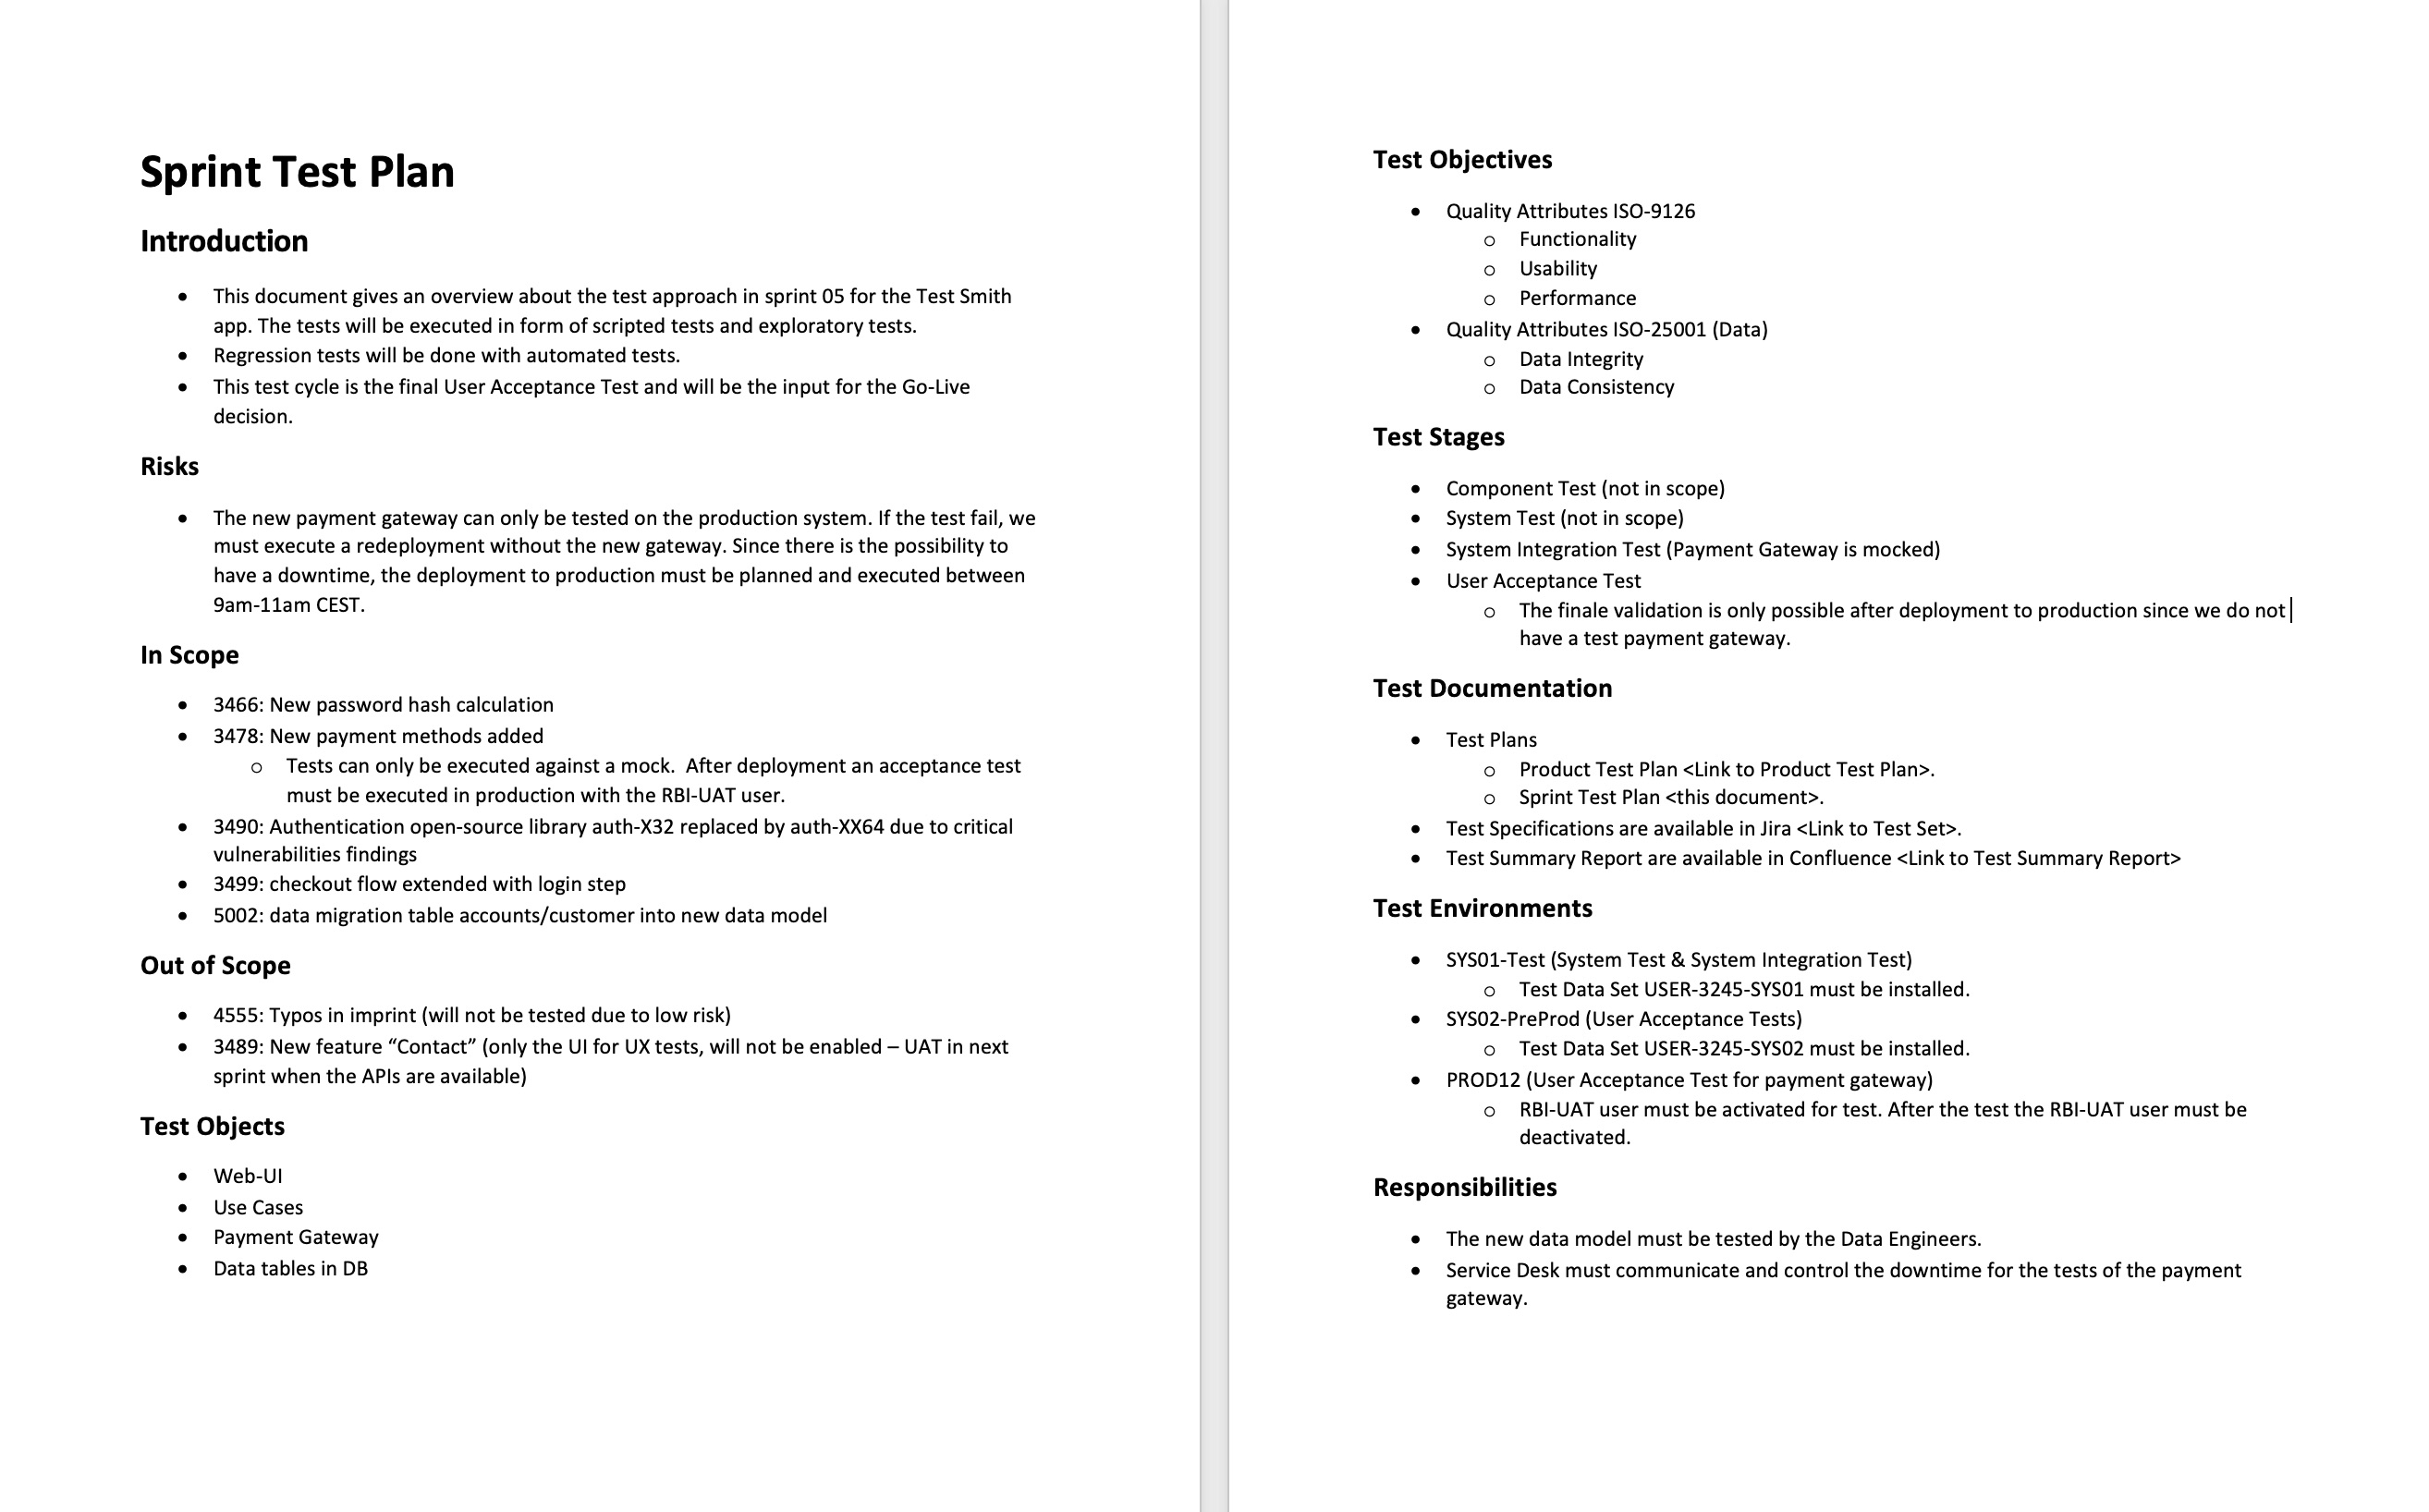 Sprint Test Plan
Introduction
• This document gives an overview about the test approach in sprint 05 for the Test Smith
app. The tests will be executed in form of scripted tests and exploratory tests.
• Regression tests will be done with automated tests.
• This test cycle is the final User Acceptance Test and will be the input for the Go-Live
decision.
Risks
• The new payment gateway can only be tested on the production system. If the test fail, we
must execute a redeployment without the new gateway. Since there is the possibility to
have a downtime, the deployment to production must be planned and executed between
9am-11am CEST.
In Scope
• 3466: New password hash calculation
• 3478: New payment methods added
o Tests can only be executed against a mock.  After deployment an acceptance test
must be executed in production with the RBI-UAT user.
• 3490: Authentication open-source library auth-X32 replaced by auth-XX64 due to critical
vulnerabilities findings
• 3499: checkout flow extended with login step
• 5002: data migration table accounts/customer into new data model
Out of Scope
• 4555: Typos in imprint (will not be tested due to low risk)
• 3489: New feature “Contact” (only the UI for UX tests, will not be enabled – UAT in next
sprint when the APIs are available)
Test Objects
• Web-UI
• Use Cases
• Payment Gateway
• Data tables in DB
Test Objectives
• Quality Attributes ISO-9126
o Functionality
o Usability
o Performance
• Quality Attributes ISO-25001 (Data)
o Data Integrity
o Data Consistency
Test Stages
• Component Test (not in scope)
• System Test (not in scope)
• System Integration Test (Payment Gateway is mocked)
• User Acceptance Test
o The finale validation is only possible after deployment to production since we do not
have a test payment gateway.
Test Documentation
• Test Plans
o Product Test Plan <Link to Product Test Plan>.
o Sprint Test Plan <this document>.
• Test Specifications are available in Jira <Link to Test Set>.
• Test Summary Report are available in Confluence <Link to Test Summary Report>
Test Environments
• SYS01-Test (System Test & System Integration Test)
o Test Data Set USER-3245-SYS01 must be installed.
• SYS02-PreProd (User Acceptance Tests)
o Test Data Set USER-3245-SYS02 must be installed.
• PROD12 (User Acceptance Test for payment gateway)
o RBI-UAT user must be activated for test. After the test the RBI-UAT user must be
deactivated.
Responsibilities
• The new data model must be tested by the Data Engineers.
• Service Desk must communicate and control the downtime for the tests of the payment
gateway.